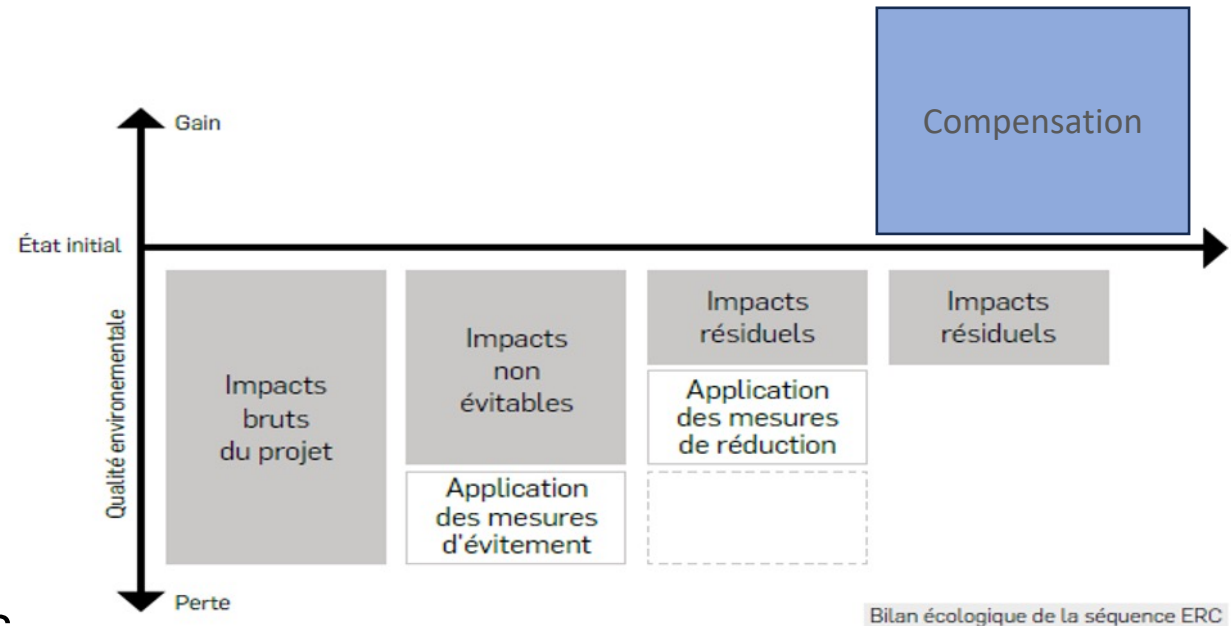 Compensation
Gain
État initial
Qualité environementale
Impacts
bruts
du projet
Impacts
non
évitables
Application
des mesures
d'évitement
Impacts
résiduels
Application
des mesures
de réduction
Impacts
résiduels
Perte
Bilan écologique de la séquence ERC